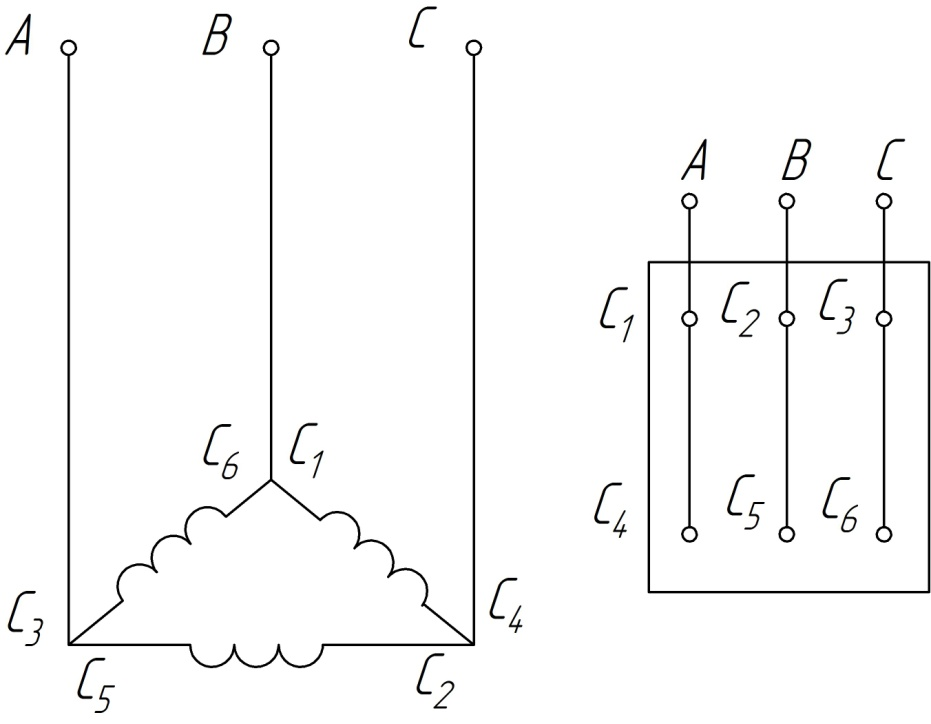 A B C
C6 C1
C3 C4
C5 C2
A B C
C1 C2 C3
C4 C5 C6